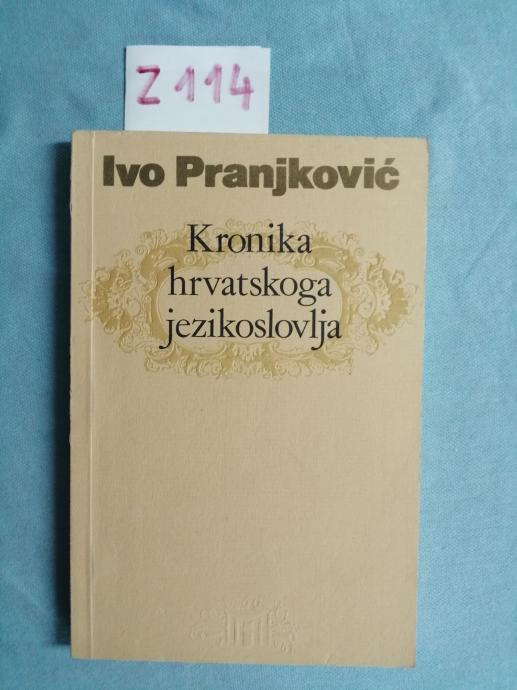 Z 114
Ivo Pranjković
Kronika
hrvatskoga
jezikoslovlja